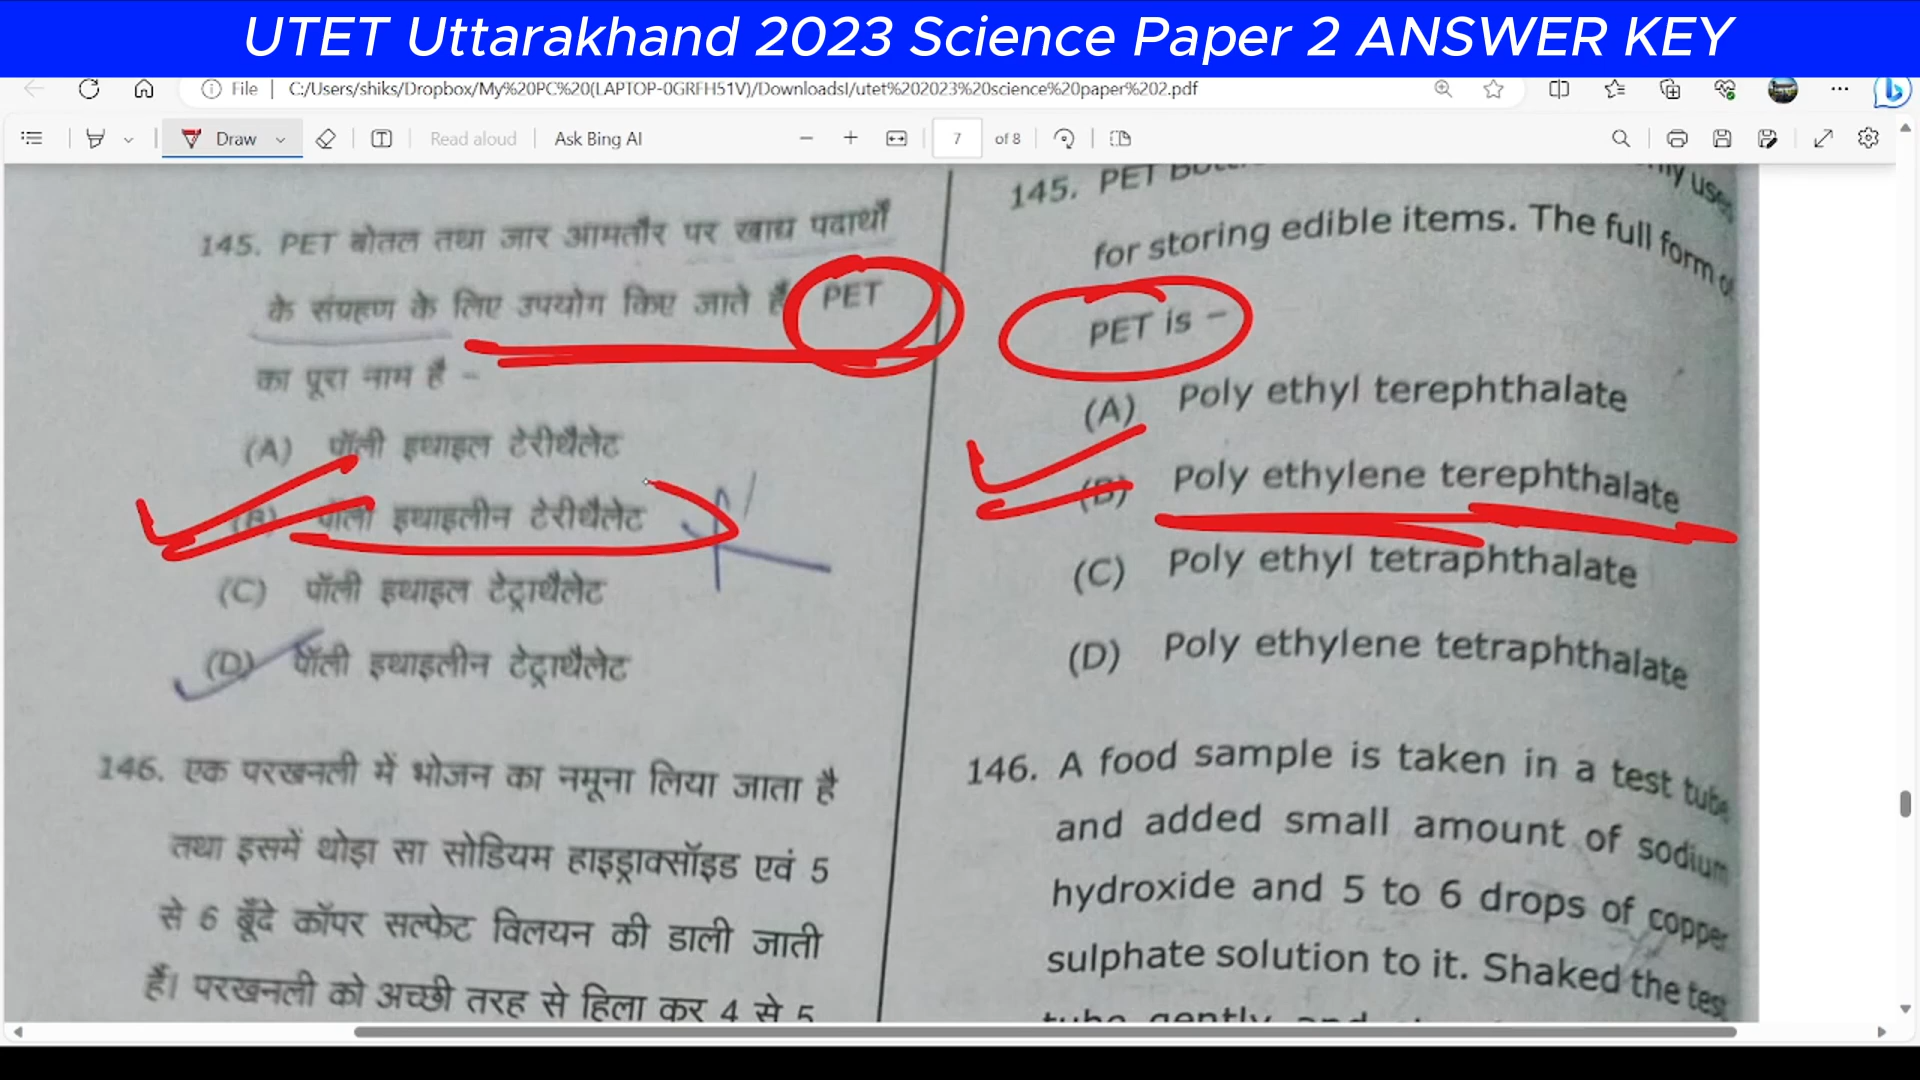 UTET Uttarakhand 2023 Science Paper 2 ANSWER KEY
File | C:/Users/shiks/Dropbox/My%20PC%20(LAPTOP-0GRFH51V)/Downloadsl/utet%202023%20science%20paper%202.pdf
Draw Read aloud Ask Bing AI 7 of 8
145. PET बोतल तथा जार आमतौर पर खाद्य पदार्थों
के संग्रहण के लिए उपयोग किए जाते हैं PET
का पूरा नाम है –
(A) पॉली इथाइल टेरीथैलेट
(B) पॉली इथाइलीन टेरीथैलेट
(C) पॉली इथाइल टेट्राथैलेट
(D) पॉली इथाइलीन टेट्राथैलेट
146. एक परखनली में भोजन का नमूना लिया जाता है
तथा इसमें थोड़ा सा सोडियम हाइड्राक्सॉइड एवं 5
से 6 बूँदे कॉपर सल्फेट विलयन की डाली जाती
हैं। परखनली को अच्छी तरह से हिला कर 4 से 5
145. PET
for storing edible items. The full form of
PET is –
(A) Poly ethyl terephthalate
(B) Poly ethylene terephthalate
(C) Poly ethyl tetraphthalate
(D) Poly ethylene tetraphthalate
146. A food sample is taken in a test tube
and added small amount of sodium
hydroxide and 5 to 6 drops of copper
sulphate solution to it. Shaked the test
tube gently and